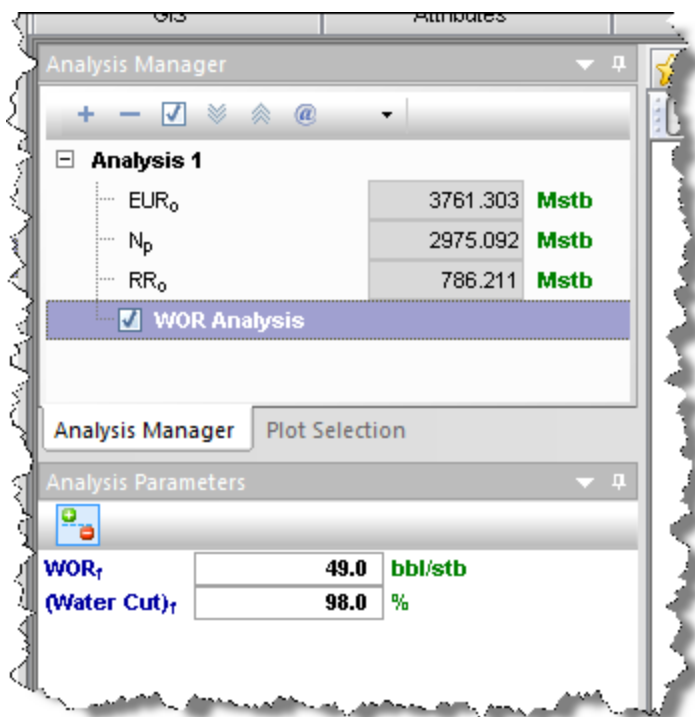 GIS Attributes
Analysis Manager
@
Analysis 1
EURo 3761.303 Mstb
Np 2975.092 Mstb
RRo 786.211 Mstb
WOR Analysis
Analysis Manager Plot Selection
Analysis Parameters
WORf 49.0 bbl/stb
(Water Cut)f 98.0 %